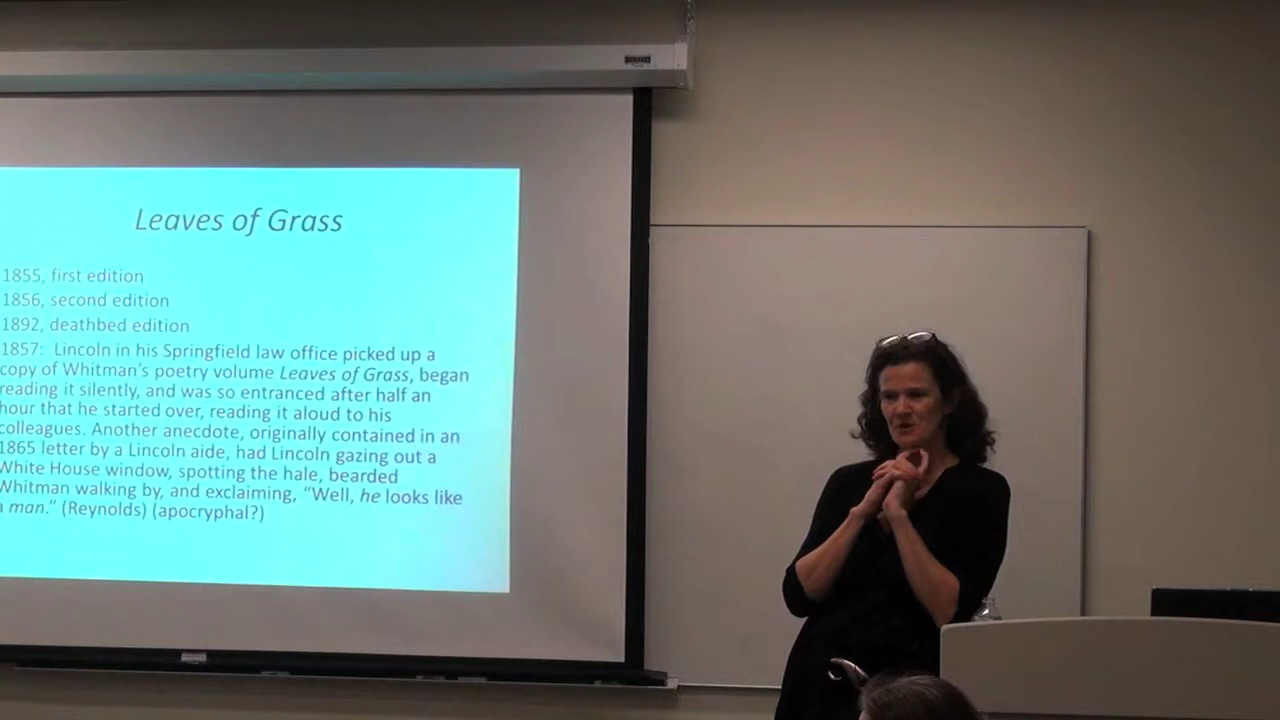 Leaves of Grass
1855, first edition
1856, second edition
1892, deathbed edition
1857: Lincoln in his Springfield law office picked up a
copy of Whitman's poetry volume Leaves of Grass, began
reading it silently, and was so entranced after half an
hour that he started over, reading it aloud to his
colleagues. Another anecdote, originally contained in an
1865 letter by a Lincoln aide, had Lincoln gazing out a
White House window, spotting the hale, bearded
Whitman walking by, and exclaiming, “Well, he looks like
a man.” (Reynolds) (apocryphal?)